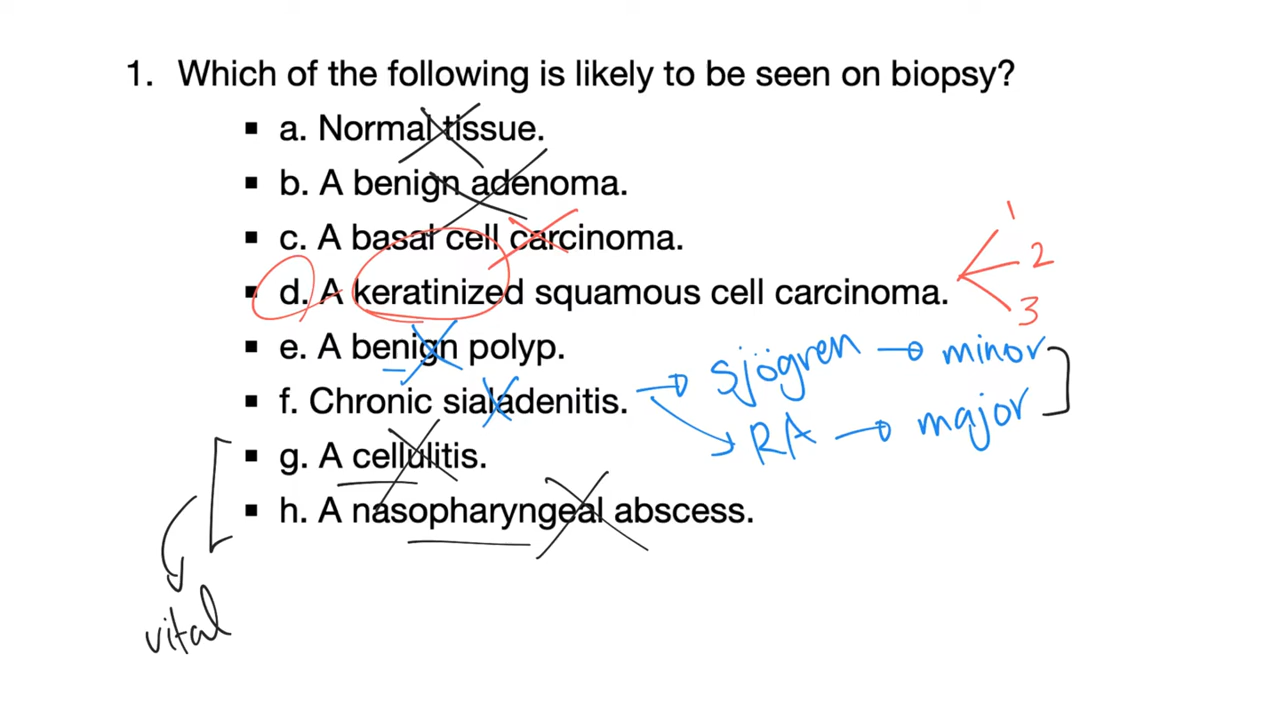 1. Which of the following is likely to be seen on biopsy?
▪ a. Normal tissue.
▪ b. A benign adenoma.
▪ c. A basal cell carcinoma.
1
▪ d. A keratinized squamous cell carcinoma.
2
3
▪ e. A benign polyp.
Sjögren → minor
▪ f. Chronic sialadenitis.
RA → major
▪ g. A cellulitis.
▪ h. A nasopharyngeal abscess.
vital